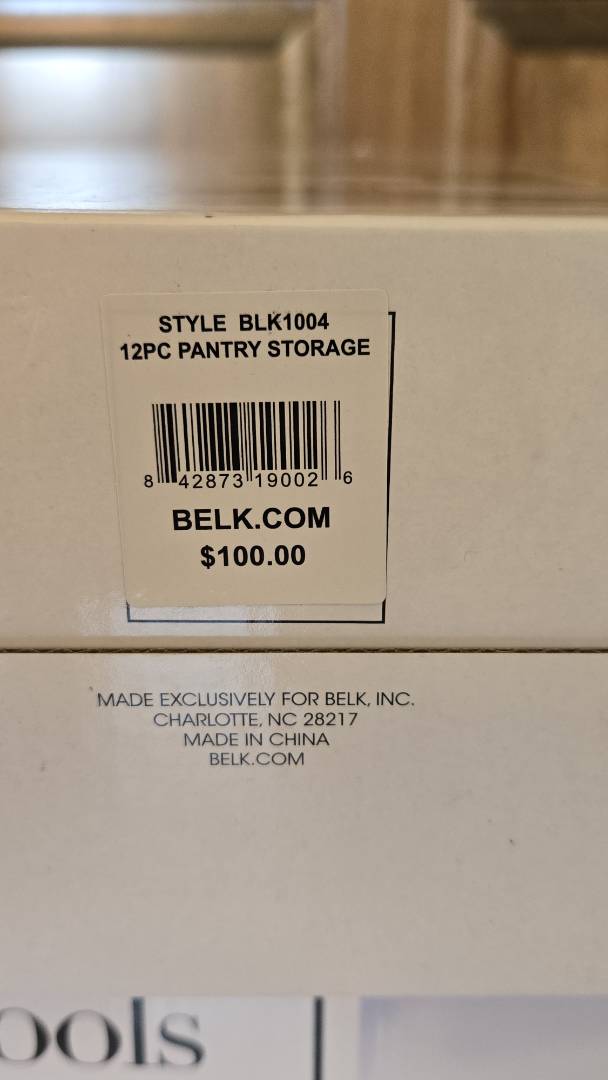 STYLE BLK1004
12PC PANTRY STORAGE
8 42873 19002 6
BELK.COM
$100.00
MADE EXCLUSIVELY FOR BELK, INC.
CHARLOTTE, NC 28217
MADE IN CHINA
BELK.COM
ools